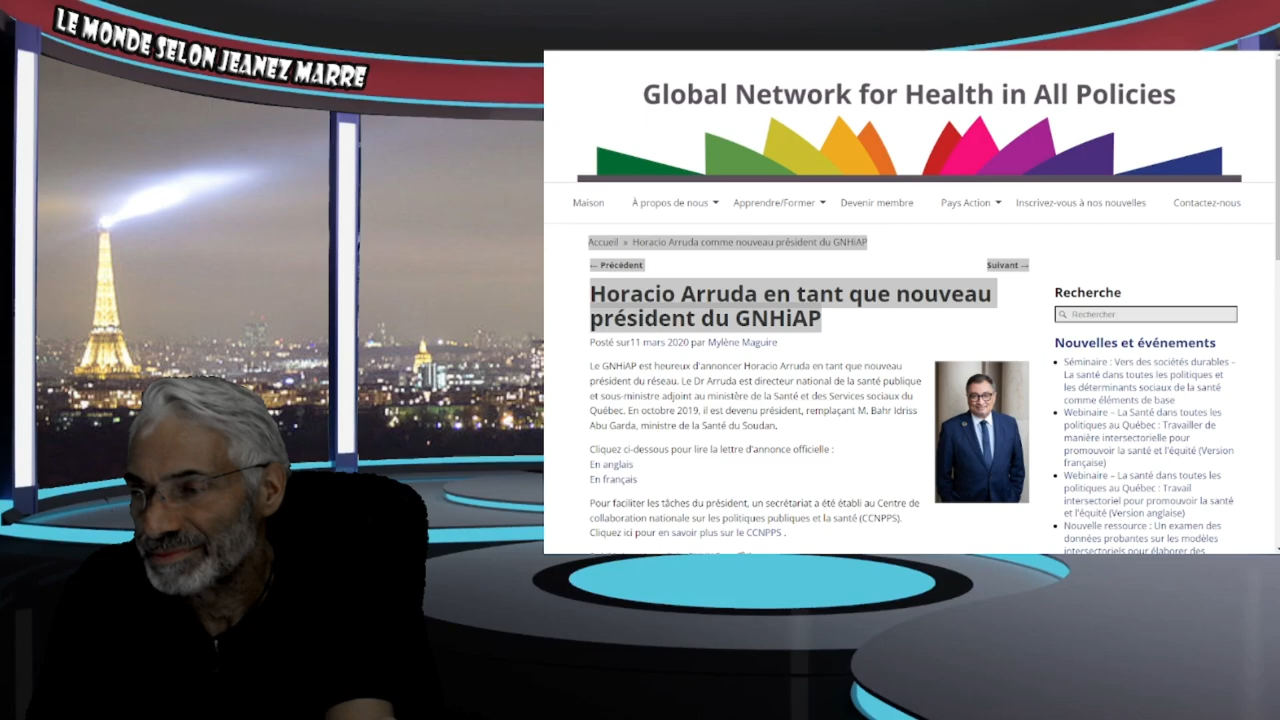 LE MONDE SELON JEANEZ MARRE
Global Network for Health in All Policies
Maison À propos de nous Apprendre/Former Devenir membre Pays Action Inscrivez-vous à nos nouvelles Contactez-nous
Accueil » Horacio Arruda comme nouveau président du GNHiAP
← Précédent Suivant →
Horacio Arruda en tant que nouveau
président du GNHiAP
Posté sur11 mars 2020 par Mylène Maguire
Le GNHiAP est heureux d'annoncer Horacio Arruda en tant que nouveau
président du réseau. Le Dr Arruda est directeur national de la santé publique
et sous-ministre adjoint au ministère de la Santé et des Services sociaux du
Québec. En octobre 2019, il est devenu président, remplaçant M. Bahr Idriss
Abu Garda, ministre de la Santé du Soudan.
Cliquez ci-dessous pour lire la lettre d'annonce officielle :
En anglais
En français
Pour faciliter les tâches du président, un secrétariat a été établi au Centre de
collaboration nationale sur les politiques publiques et la santé (CCNPPS).
Cliquez ici pour en savoir plus sur le CCNPPS .
Recherche
Rechercher
Nouvelles et événements
Séminaire : Vers des sociétés durables –
La santé dans toutes les politiques et
les déterminants sociaux de la santé
comme éléments de base
Webinaire – La Santé dans toutes les
politiques au Québec : Travailler de
manière intersectorielle pour
promouvoir la santé et l'équité (Version
française)
Webinaire – La santé dans toutes les
politiques au Québec : Travail
intersectoriel pour promouvoir la santé
et l'équité (Version anglaise)
Nouvelle ressource : Un examen des
données probantes sur les modèles
intersectoriels pour élaborer des